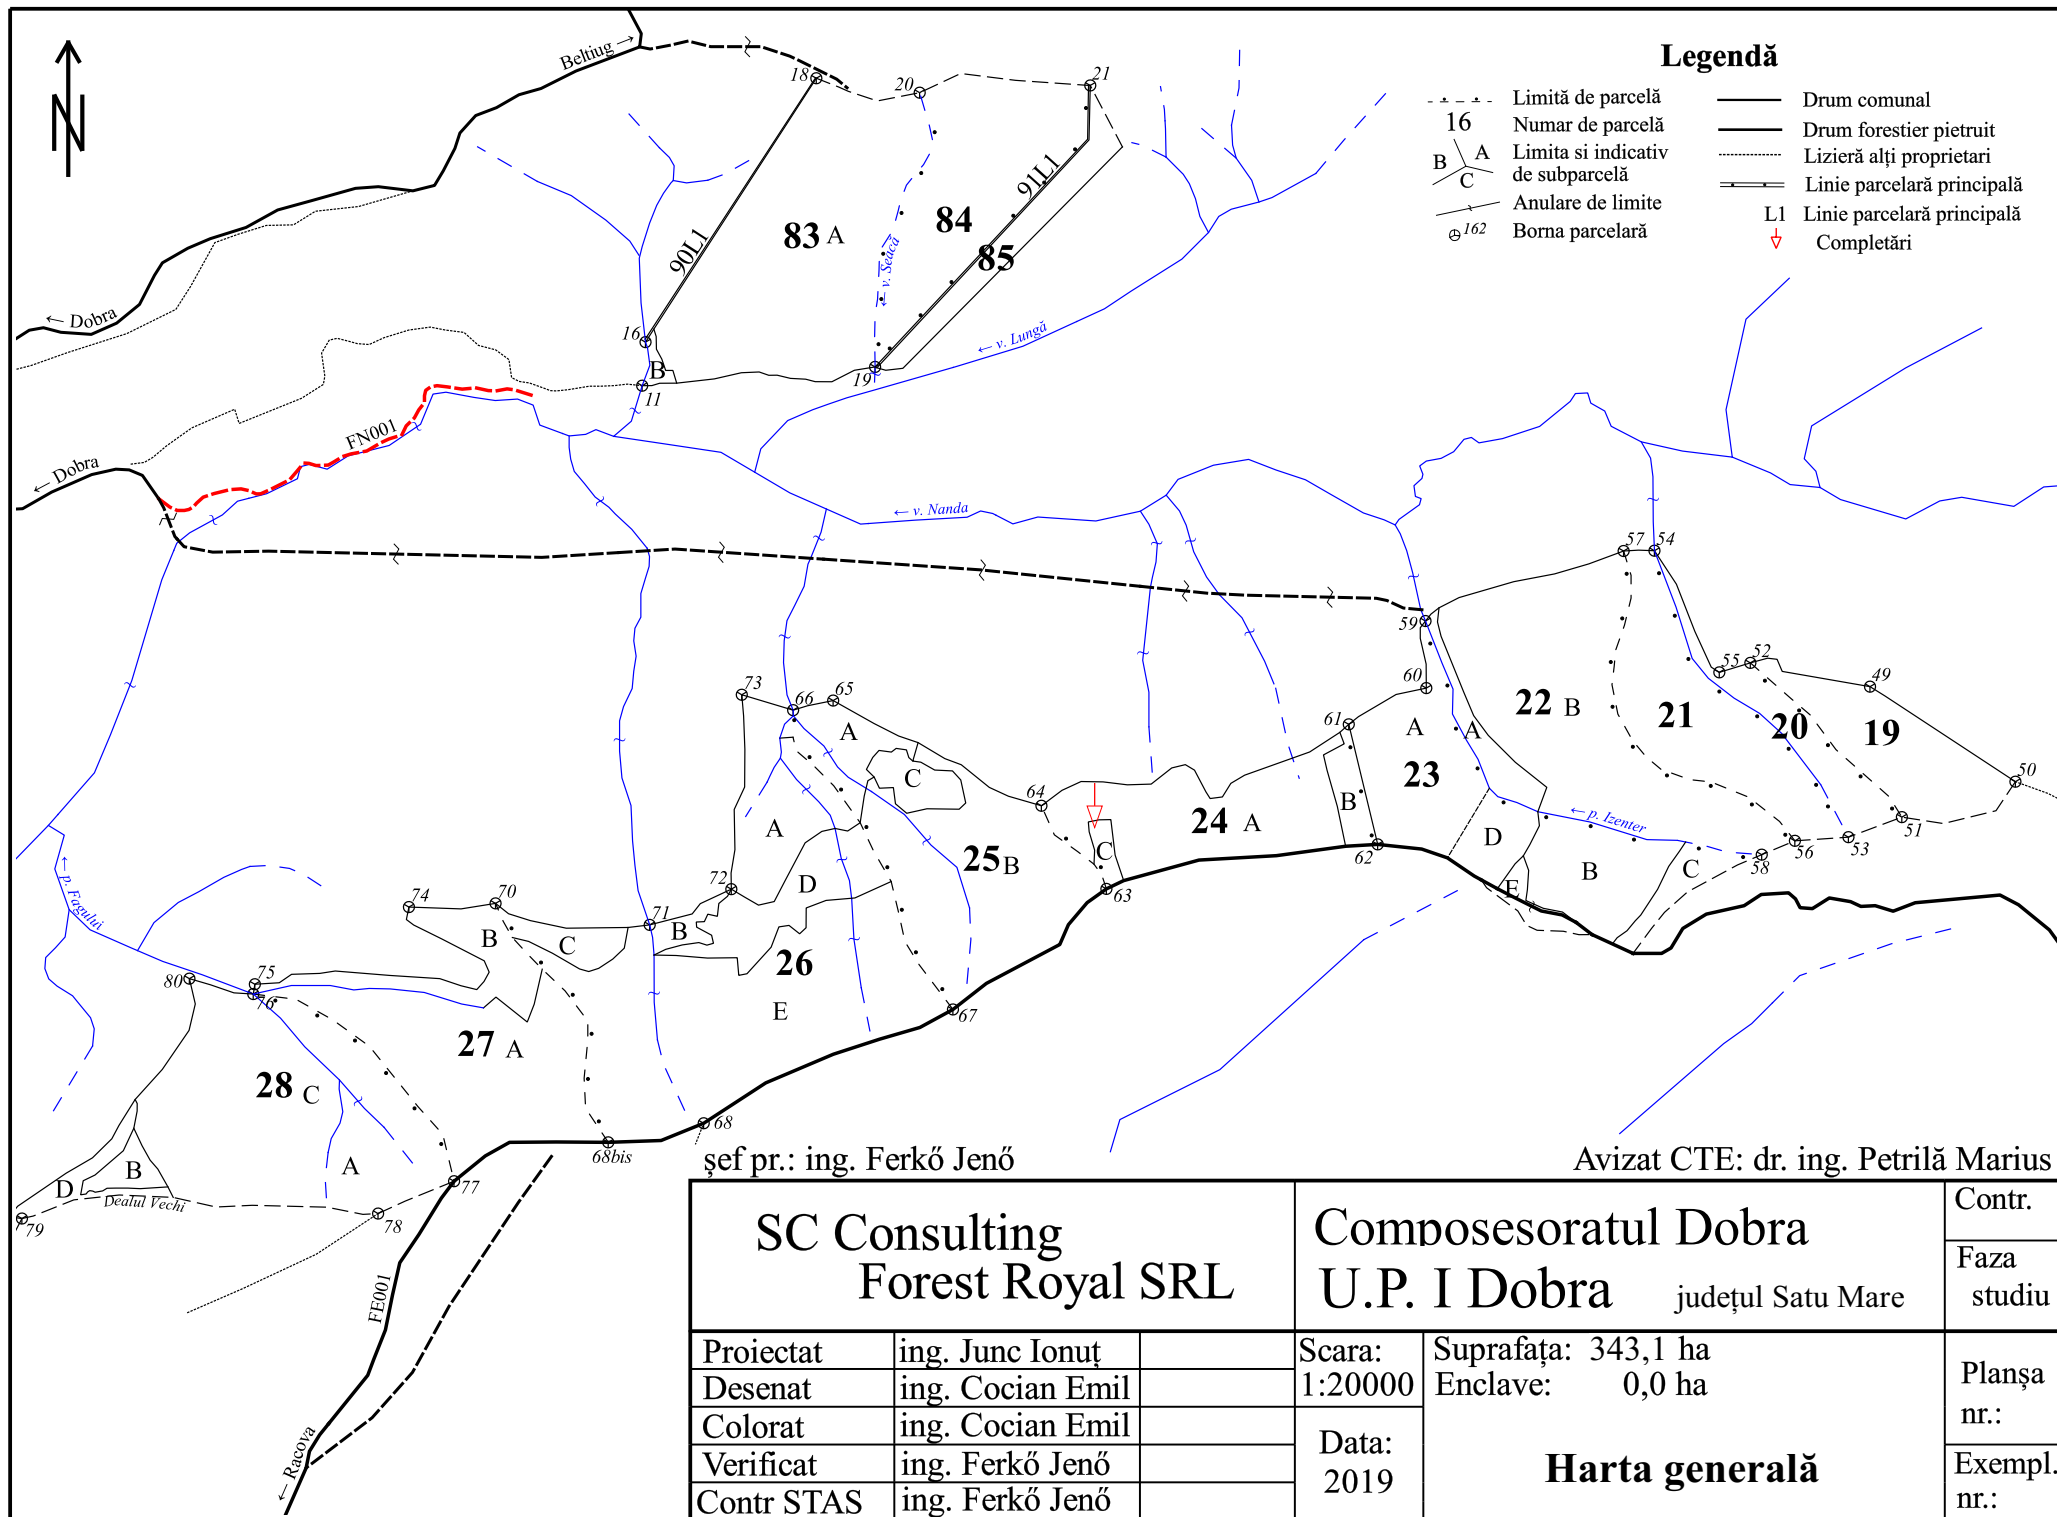 N
Beltiug →
18
20
21
Legendă
Limită de parcelă
16 Numar de parcelă
B A C Limita si indicativ
de subparcelă
Anulare de limite
162 Borna parcelară
Drum comunal
Drum forestier pietruit
Lizieră alți proprietari
Linie parcelară principală
L1 Linie parcelară principală
Completări
90L1
83 A
84
91L1
85
← v. Seacă
← Dobra
16
B
11
19
← v. Lungă
FN001
← Dobra
← v. Nanda
57
54
59
60
55
52
49
73
66
65
61
A
A
22 B
21
20
19
A
C
23
50
64
B
← p. Izenter
24 A
51
A
D
56
53
25 B
C
62
58
72
D
B
C
63
E
← p. Fagului
74
70
71
B
C
B
26
80
75
76
E
67
27 A
28 C
68
68bis
B
A
D
Dealul Vechi
77
79
78
FE001
← Racova
șef pr.: ing. Ferkő Jenő
Avizat CTE: dr. ing. Petrilă Marius
SC Consulting
Forest Royal SRL
Composesoratul Dobra
U.P. I Dobra județul Satu Mare
Contr.
Faza
studiu
Proiectat ing. Junc Ionuț
Desenat ing. Cocian Emil
Colorat ing. Cocian Emil
Verificat ing. Ferkő Jenő
Contr STAS ing. Ferkő Jenő
Scara:
1:20000
Data:
2019
Suprafața: 343,1 ha
Enclave: 0,0 ha
Harta generală
Planșa
nr.:
Exempl.
nr.: